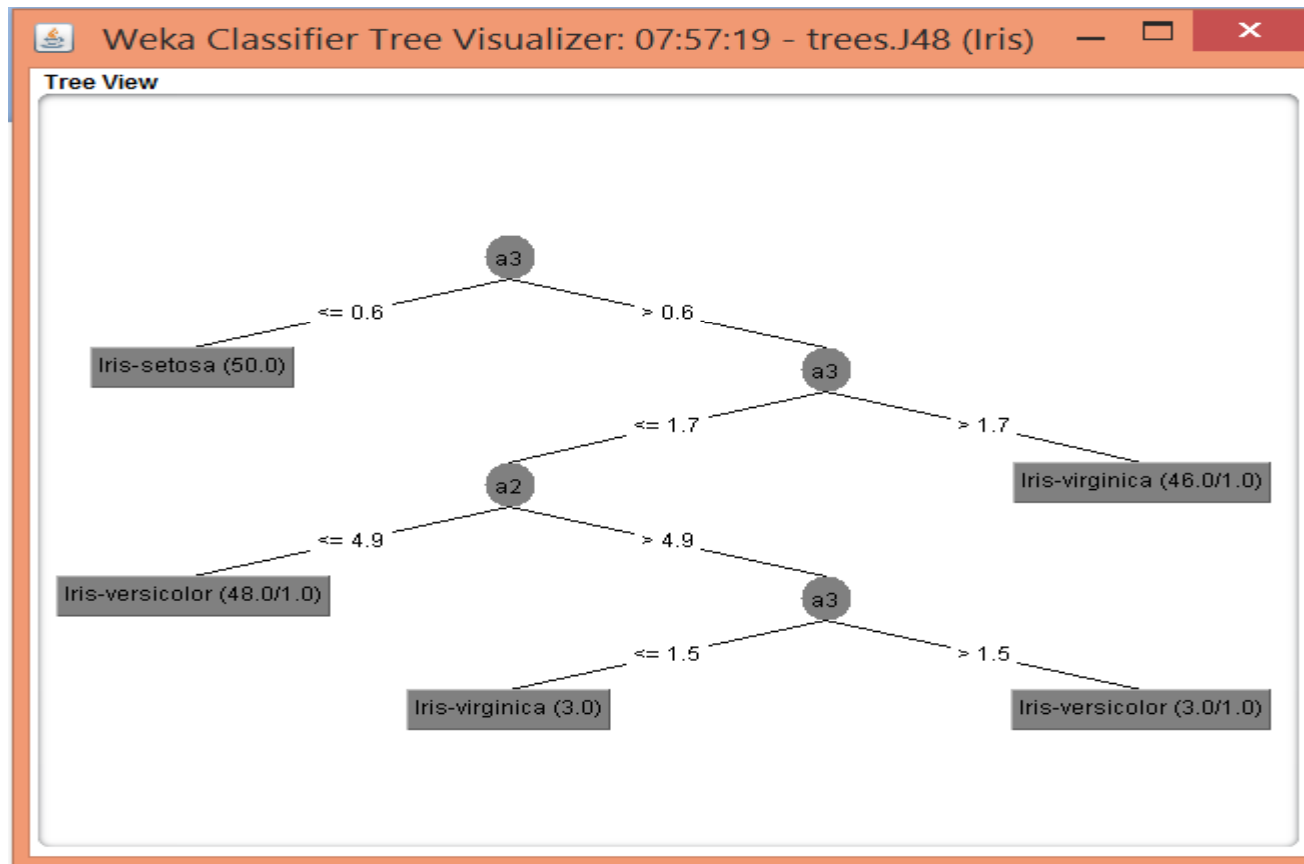 Weka Classifier Tree Visualizer: 07:57:19 - trees.J48 (Iris)
Tree View
a3
<= 0.6
> 0.6
Iris-setosa (50.0)
a3
<= 1.7
> 1.7
a2
Iris-virginica (46.0/1.0)
<= 4.9
> 4.9
Iris-versicolor (48.0/1.0)
a3
<= 1.5
> 1.5
Iris-virginica (3.0)
Iris-versicolor (3.0/1.0)